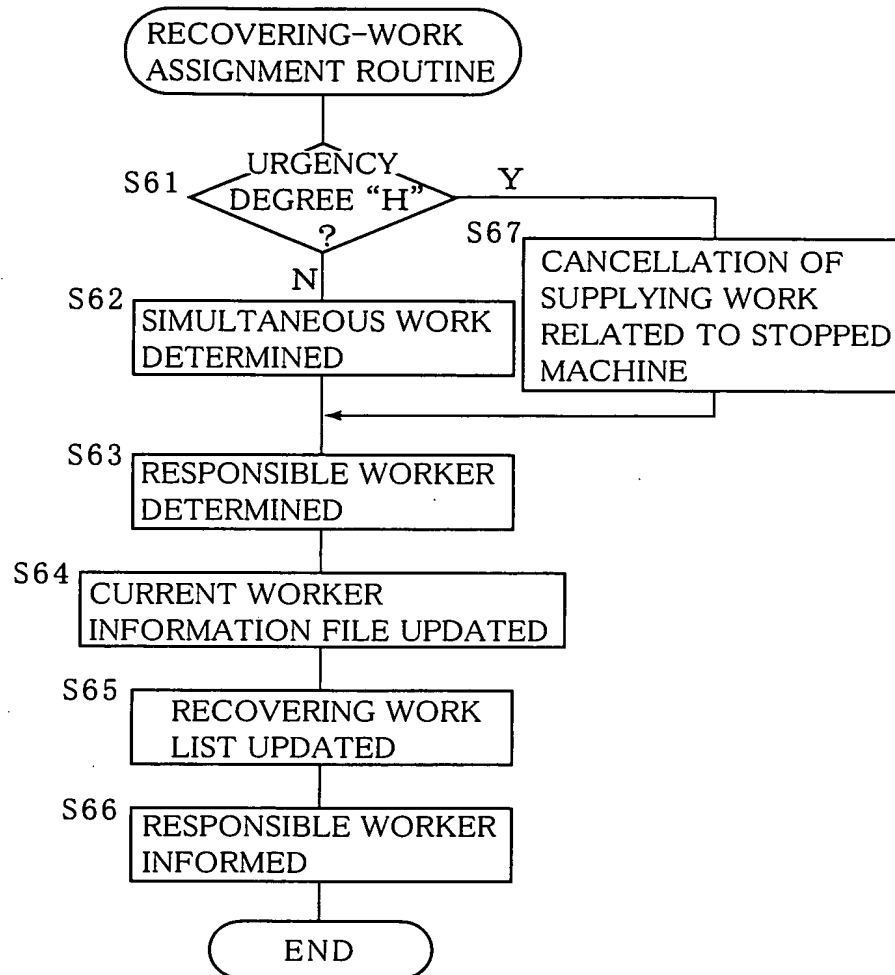 RECOVERING-WORK
ASSIGNMENT ROUTINE
S61
URGENCY
DEGREE “H”
?
Y
N
S67
CANCELLATION OF
SUPPLYING WORK
RELATED TO STOPPED
MACHINE
S62
SIMULTANEOUS WORK
DETERMINED
S63
RESPONSIBLE WORKER
DETERMINED
S64
CURRENT WORKER
INFORMATION FILE UPDATED
S65
RECOVERING WORK
LIST UPDATED
S66
RESPONSIBLE WORKER
INFORMED
END